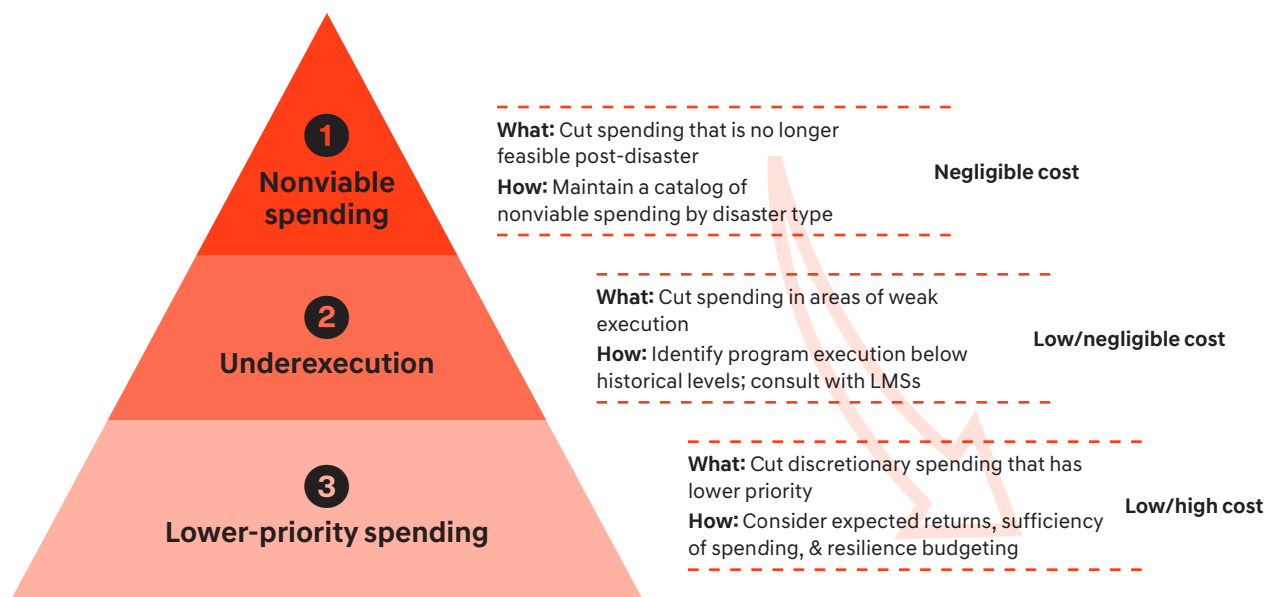 1
Nonviable
spending
What: Cut spending that is no longer
feasible post-disaster
How: Maintain a catalog of
nonviable spending by disaster type
Negligible cost
2
Underexecution
What: Cut spending in areas of weak
execution
How: Identify program execution below
historical levels; consult with LMSs
Low/negligible cost
3
Lower-priority spending
What: Cut discretionary spending that has
lower priority
How: Consider expected returns, sufficiency
of spending, & resilience budgeting
Low/high cost